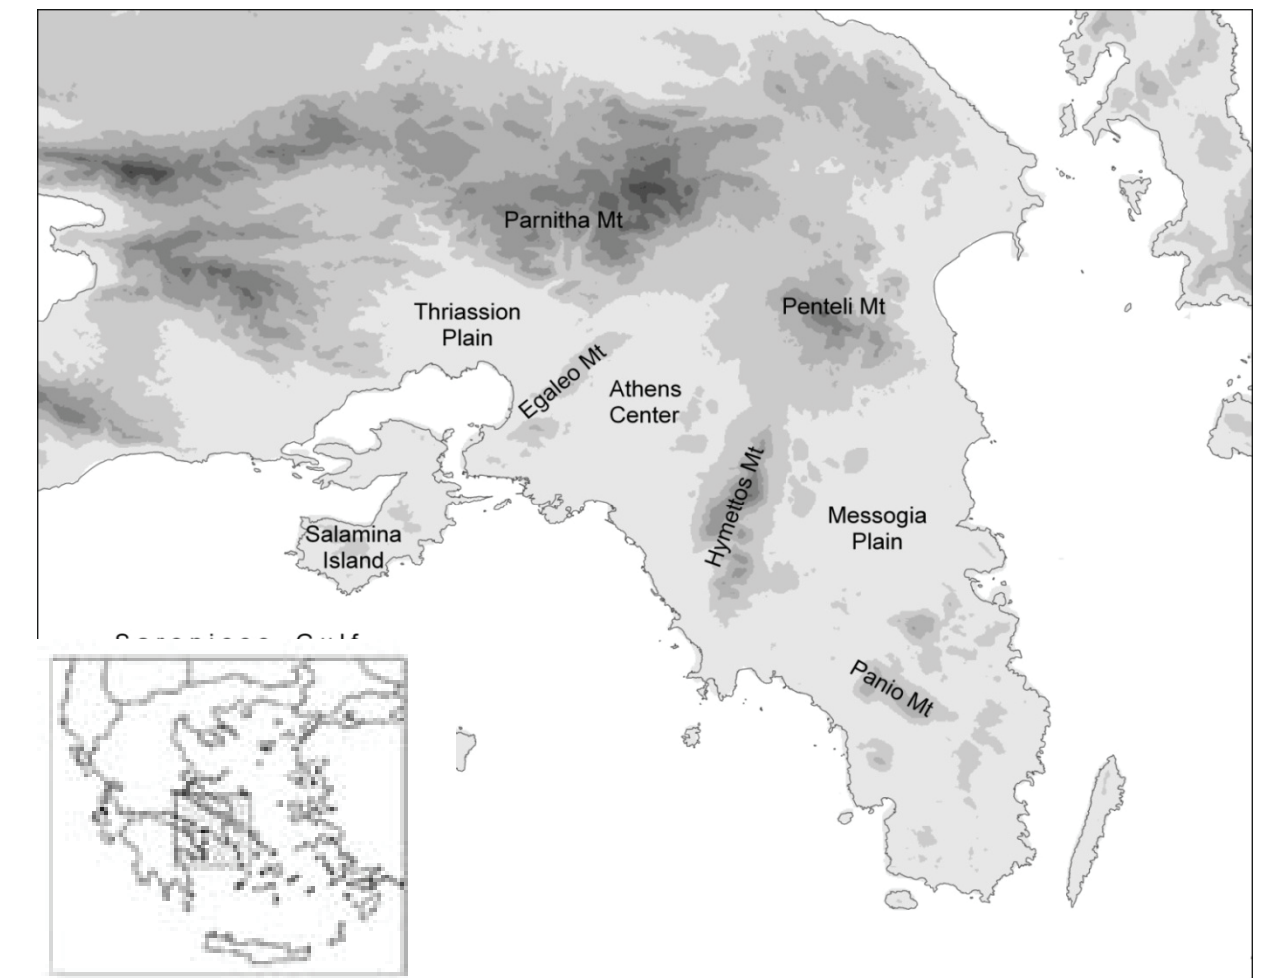 Parnitha Mt
Penteli Mt
Thriassion
Plain
Egaleo Mt
Athens
Center
Hymettos Mt
Messogia
Plain
Salamina
Island
Panio Mt